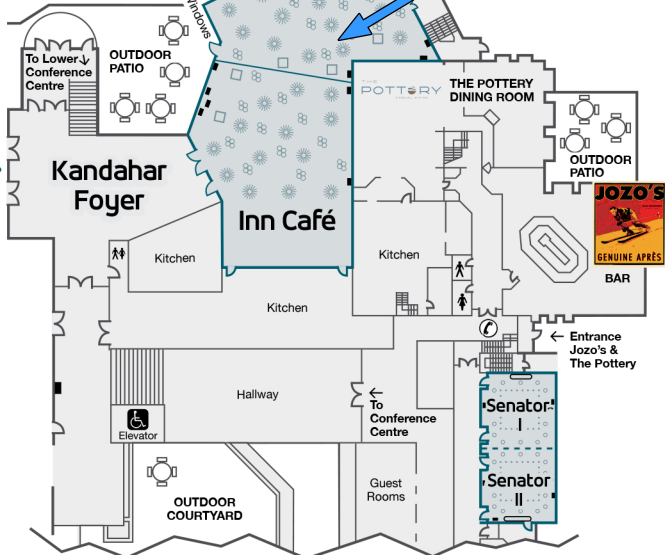 Windows
To Lower
Conference
Centre
OUTDOOR
PATIO
THE
POTTERY
THE POTTERY
DINING ROOM
OUTDOOR
PATIO
Kandahar
Foyer
Inn Café
JOZO'S
GENUINE APRÈS
BAR
Kitchen
Kitchen
Kitchen
Entrance
Jozo's &
The Pottery
Hallway
To
Conference
Centre
Elevator
Senator
I
Senator
II
Guest
Rooms
OUTDOOR
COURTYARD